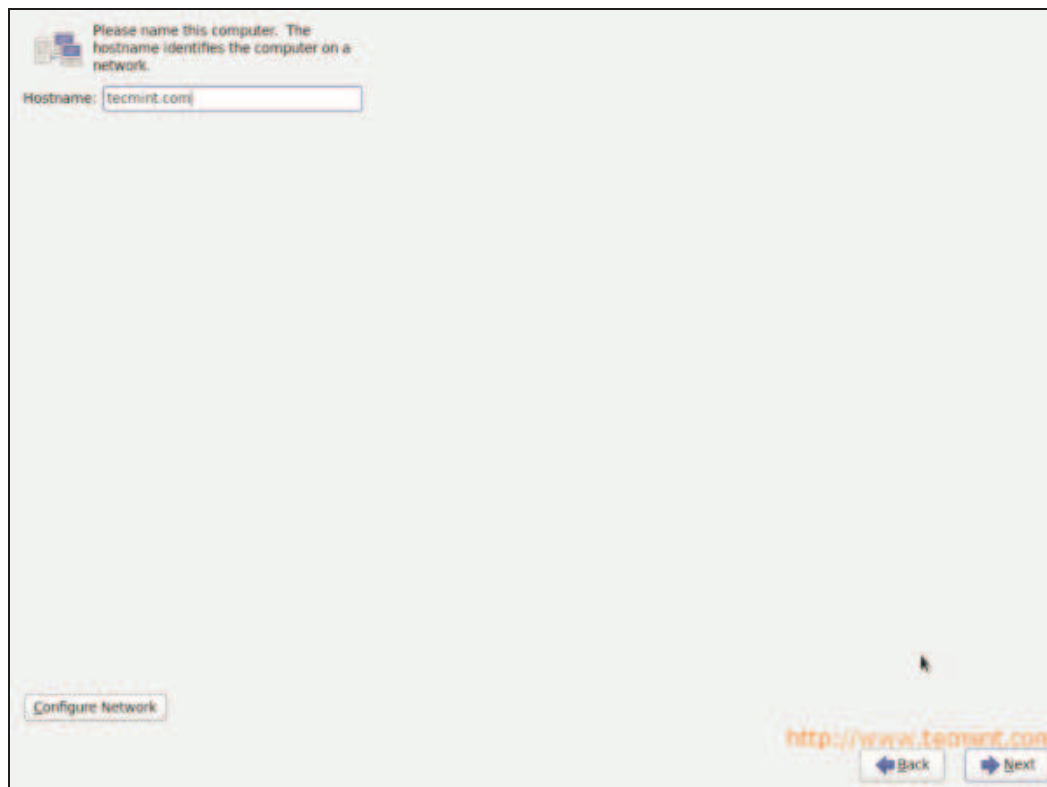 Please name this computer. The
hostname identifies the computer on a
network.
Hostname: tecmint.com
Configure Network
http://www.tecmint.com
Back
Next